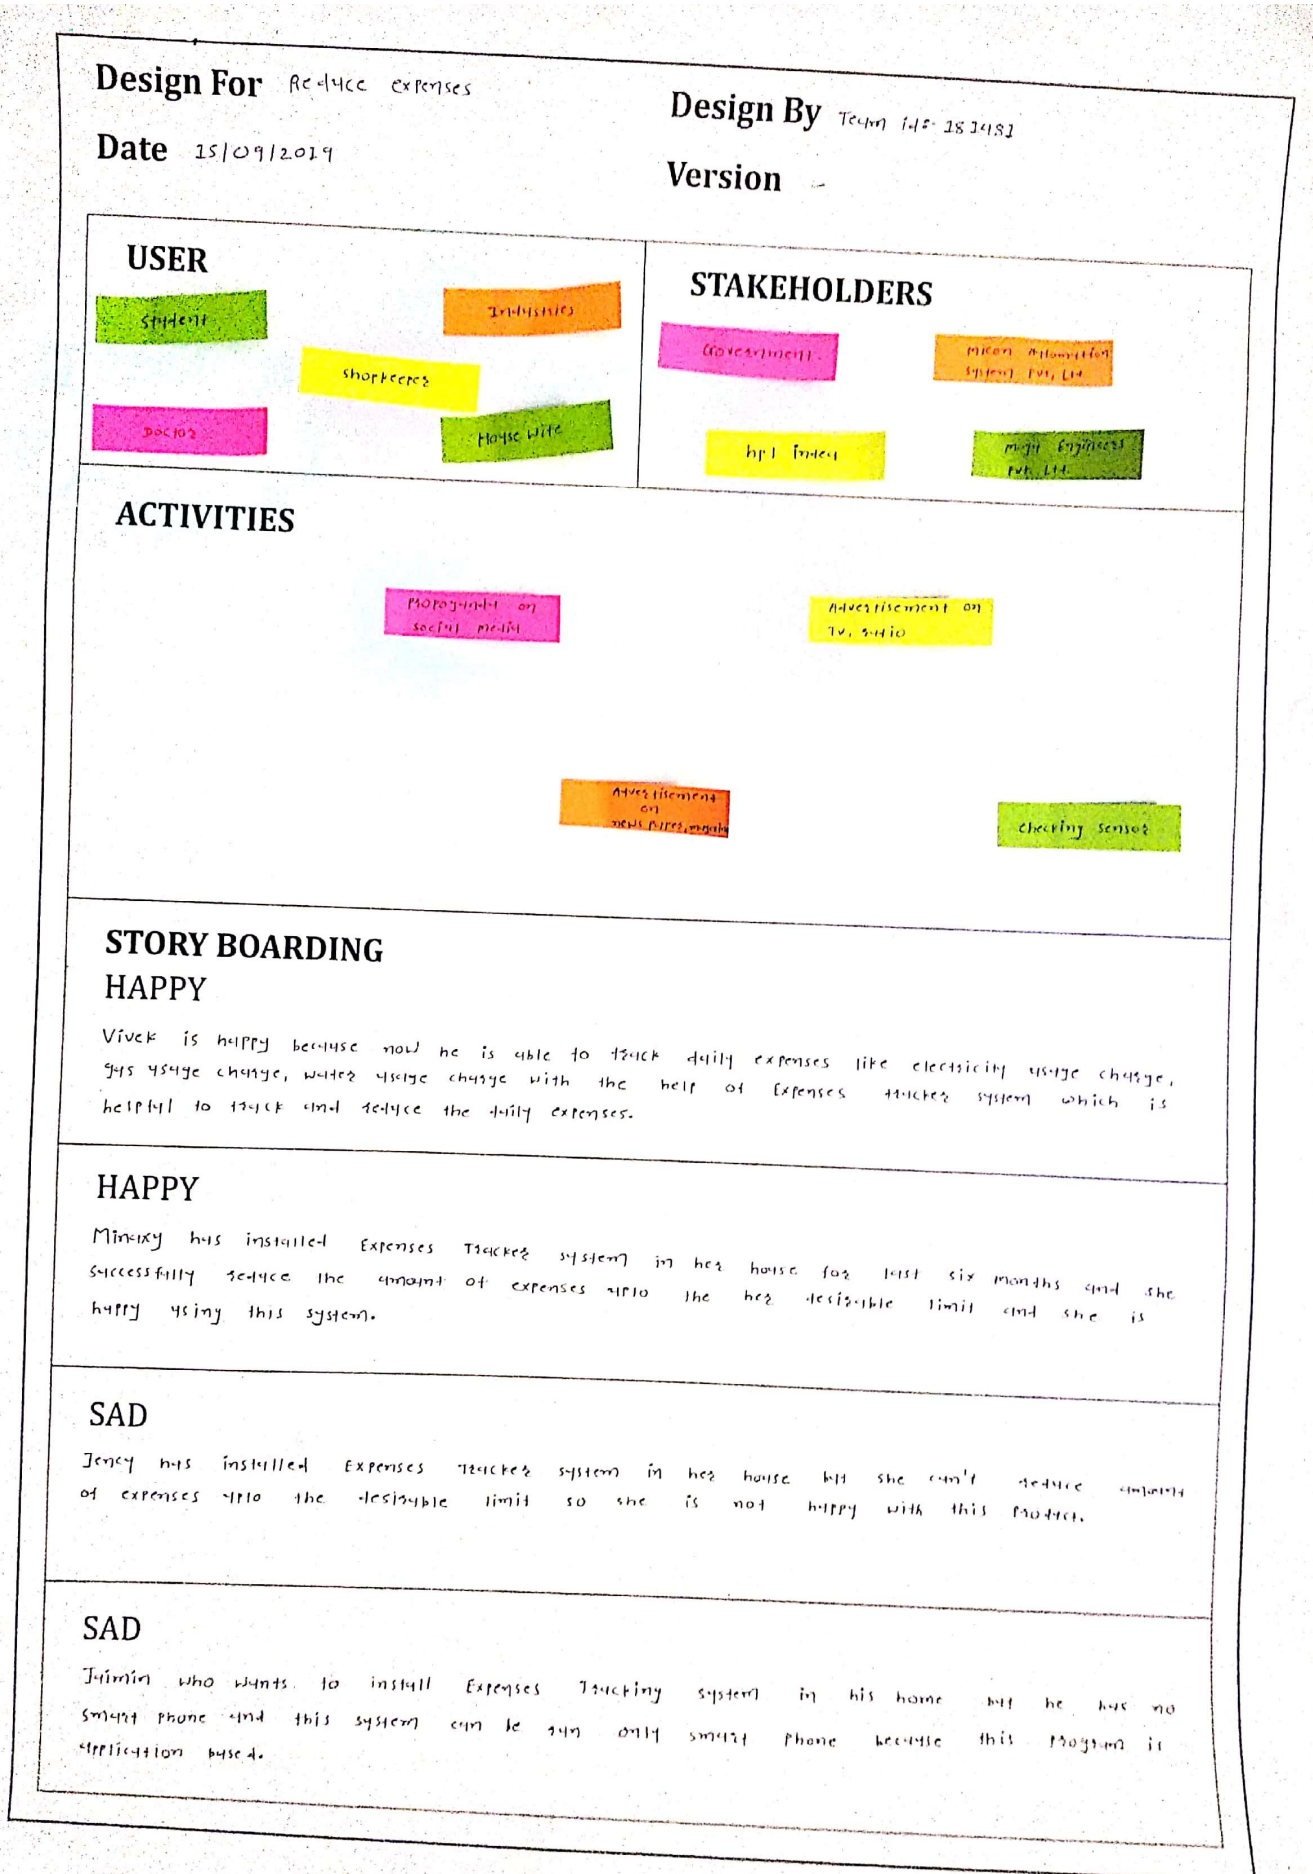 Design For Reduce expenses
Design By Team id:- 181481
Date 15/09/2019
Version -
USER
Student
Industries
Shopkeeper
Doctor
House Wife
STAKEHOLDERS
Government
micon Automation
system Pvt, Ltd
hpl India
Engineers
Pvt. Ltd.
ACTIVITIES
Propoganda on
social media
Advertisement on
TV, radio
Advertisement
on
news papers,
checking sensor
STORY BOARDING
HAPPY
Vivek is happy because now he is able to track daily expenses like electricity usage charge,
gas usage charge, water usage charge with the help of Expenses tracker system which is
helpful to track and reduce the daily expenses.
HAPPY
Minaxy has installed Expenses Tracker system in her house for last six months and she
successfully reduce the amount of expenses upto the her desirable limit and she is
happy using this system.
SAD
Jency has installed Expenses Tracker system in her house but she can't reduce amount
of expenses upto the desirable limit so she is not happy with this product.
SAD
Jaimin who wants to install Expenses Tracking system in his home but he has no
smart phone and this system can be run only smart phone because this program is
application based.